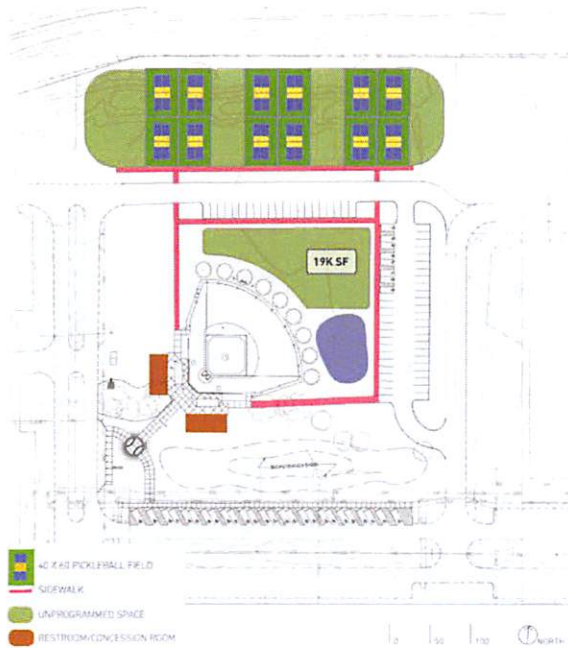 19K SF
40 X 60 PICKLEBALL FIELD
SIDEWALK
UNPROGRAMMED SPACE
RESTROOM/CONCESSION ROOM
0 50 100 NORTH